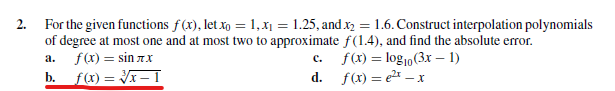 2. For the given functions f(x), let x₀ = 1, x₁ = 1.25, and x₂ = 1.6. Construct interpolation polynomials
of degree at most one and at most two to approximate f(1.4), and find the absolute error.
a. f(x) = sin πx c. f(x) = log₁₀(3x − 1)
b. f(x) = ∛(x − 1) d. f(x) = e²ˣ − x